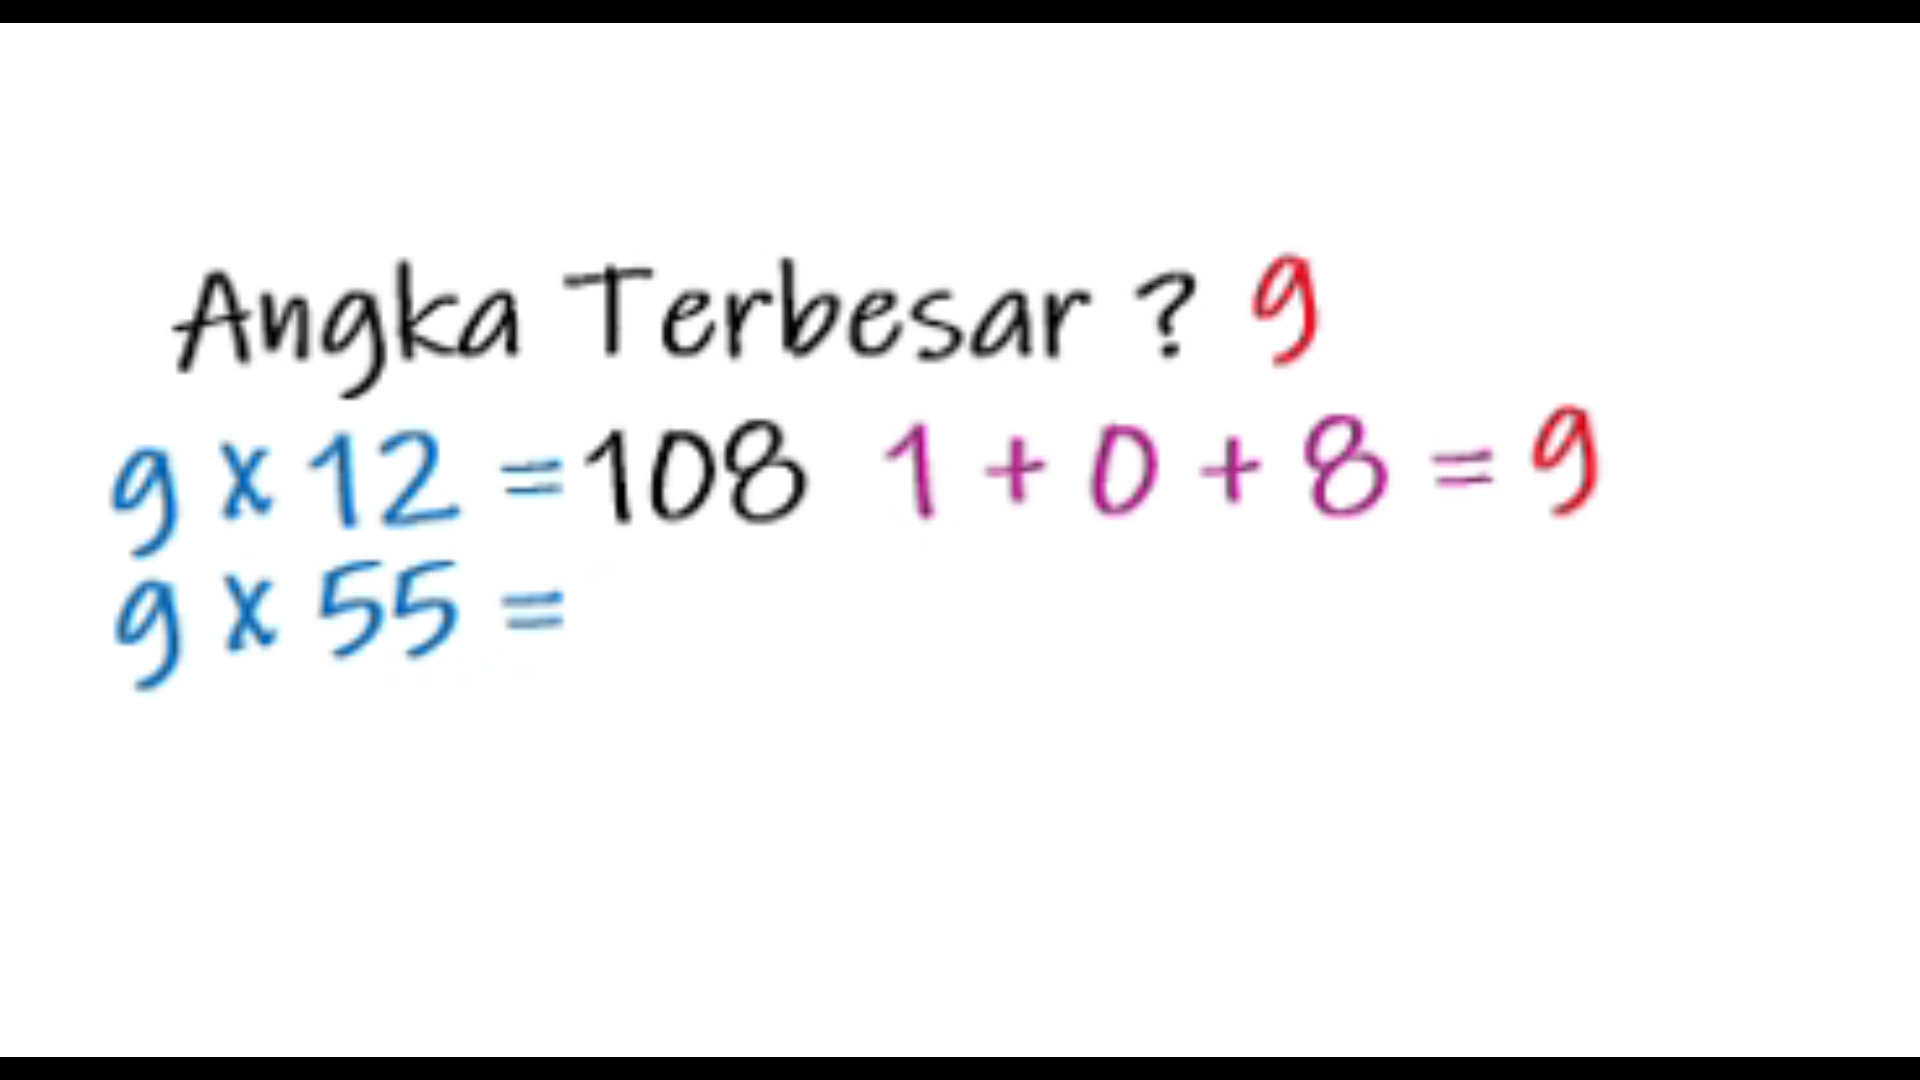 Angka Terbesar ? 9
9 x 12 = 108 1 + 0 + 8 = 9
9 x 55 =